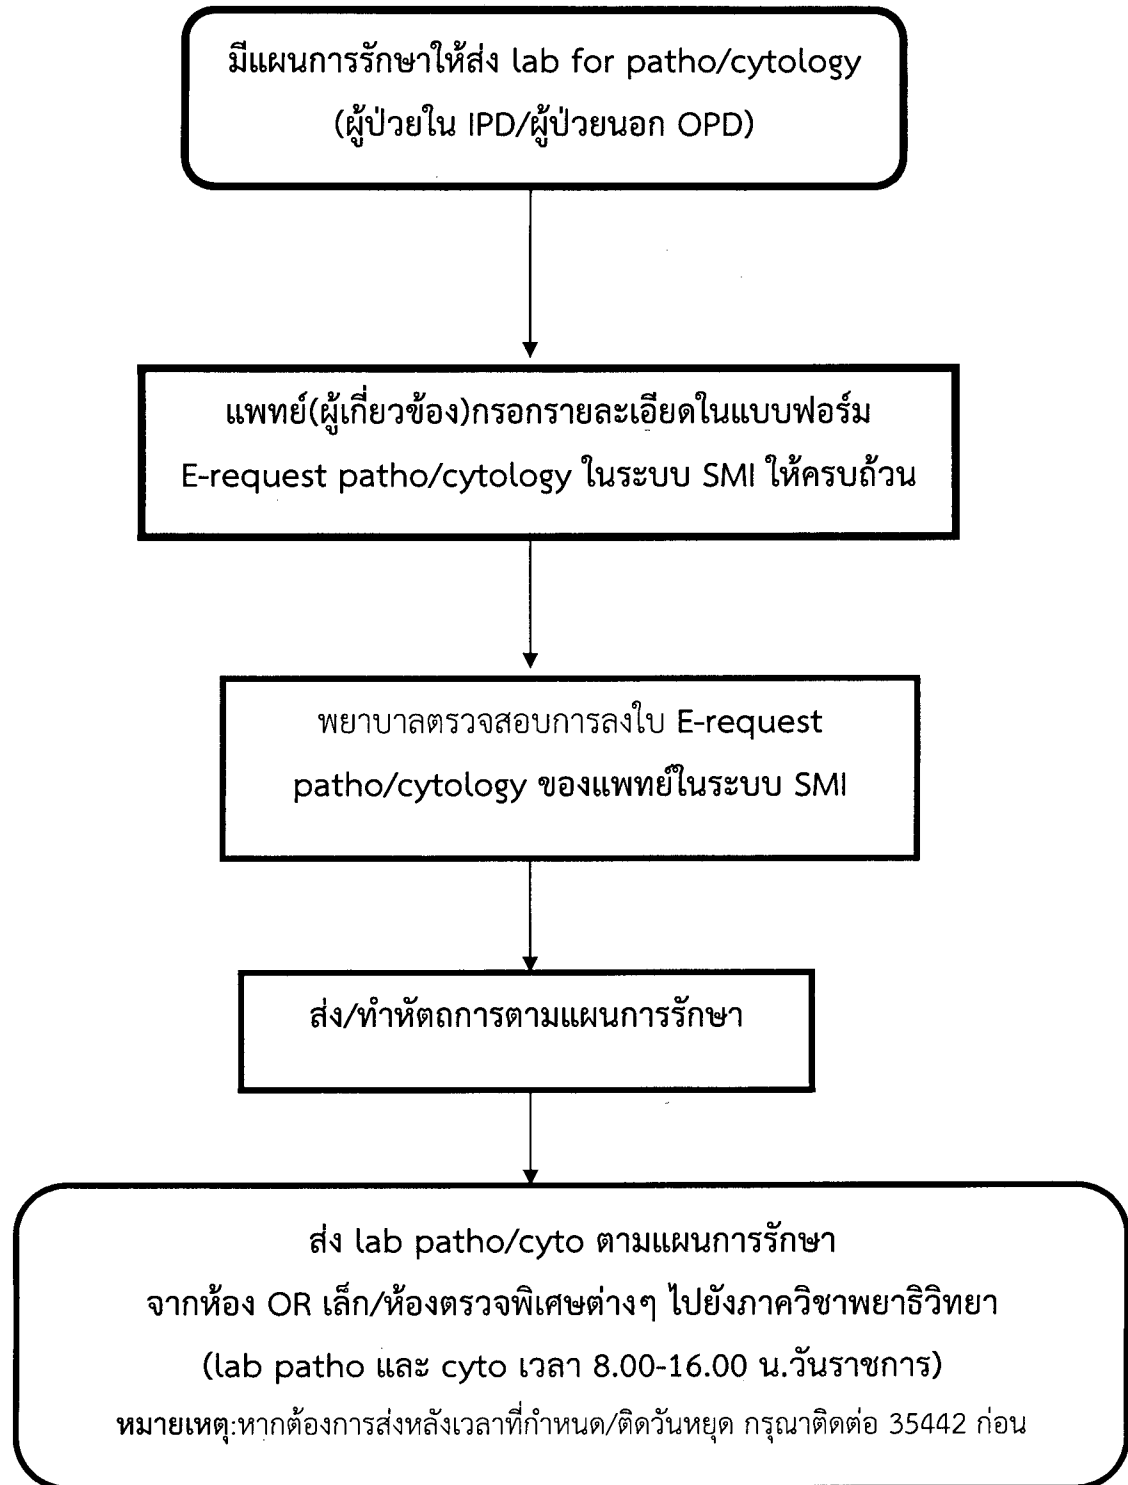 มีแผนการรักษาให้ส่ง lab for patho/cytology
(ผู้ป่วยใน IPD/ผู้ป่วยนอก OPD)
แพทย์(ผู้เกี่ยวข้อง)กรอกรายละเอียดในแบบฟอร์ม
E-request patho/cytology ในระบบ SMI ให้ครบถ้วน
พยาบาลตรวจสอบการลงใบ E-request
patho/cytology ของแพทย์ในระบบ SMI
ส่ง/ทำหัตถการตามแผนการรักษา
ส่ง lab patho/cyto ตามแผนการรักษา
จากห้อง OR เล็ก/ห้องตรวจพิเศษต่างๆ ไปยังภาควิชาพยาธิวิทยา
(lab patho และ cyto เวลา 8.00-16.00 น.วันราชการ)
หมายเหตุ:หากต้องการส่งหลังเวลาที่กำหนด/ติดวันหยุด กรุณาติดต่อ 35442 ก่อน